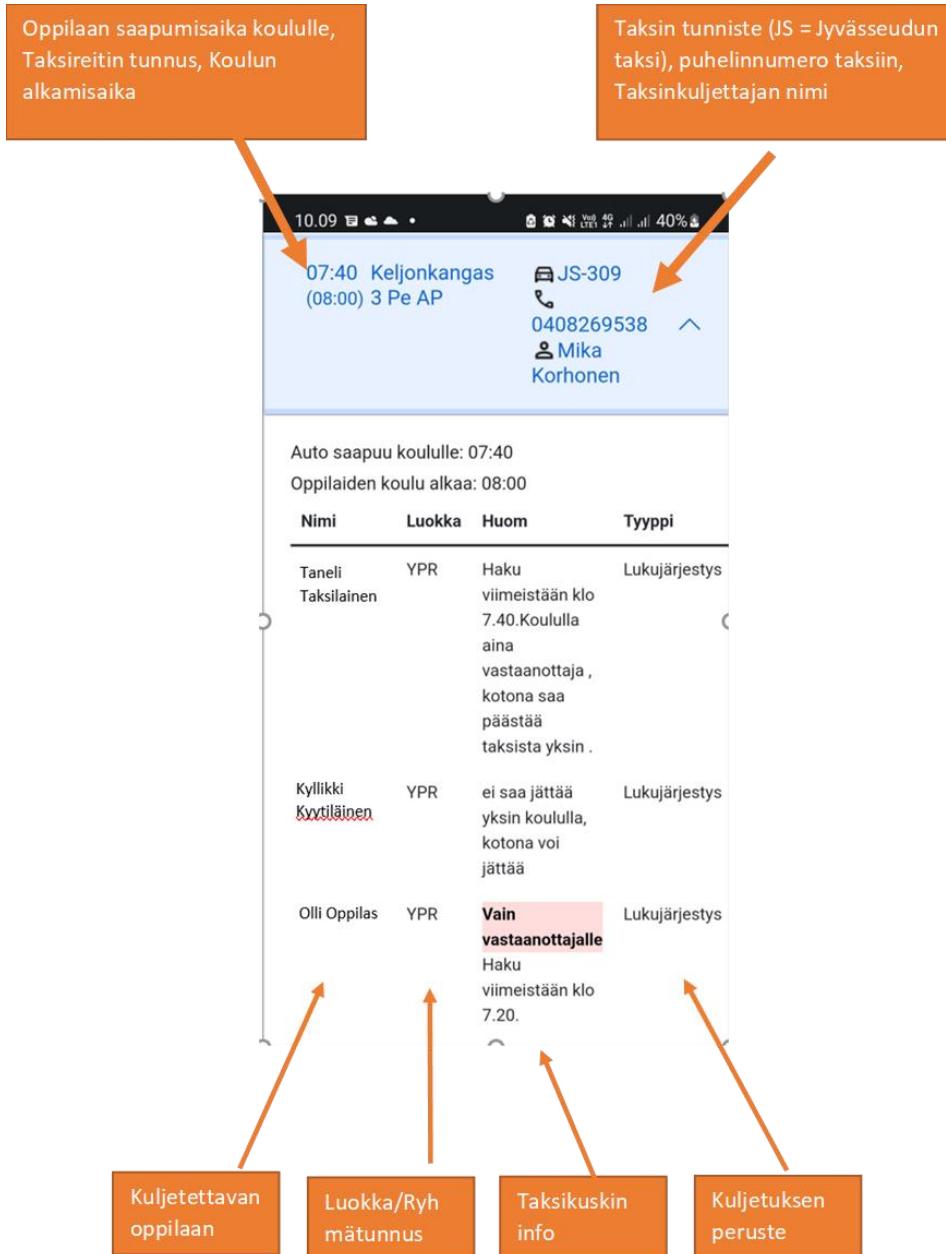 Oppilaan saapumisaika koululle,
Taksireitin tunnus, Koulun
alkamisaika
Taksin tunniste (JS = Jyvässeudun
taksi), puhelinnumero taksiin,
Taksinkuljettajan nimi
10.09 Vo)) LTE1 4G 40%
07:40 Keljonkangas
(08:00) 3 Pe AP
JS-309
0408269538
Mika
Korhonen
Auto saapuu koululle: 07:40
Oppilaiden koulu alkaa: 08:00
Nimi Luokka Huom Tyyppi
Taneli YPR Haku Lukujärjestys
Taksilainen viimeistään klo
7.40.Koululla
aina
vastaanottaja ,
kotona saa
päästää
taksista yksin .
Kyllikki YPR ei saa jättää Lukujärjestys
Kyytiläinen yksin koululla,
kotona voi
jättää
Olli Oppilas YPR Vain Lukujärjestys
vastaanottajalle
Haku
viimeistään klo
7.20.
Kuljetettavan
oppilaan
Luokka/Ryh
mätunnus
Taksikuskin
info
Kuljetuksen
peruste